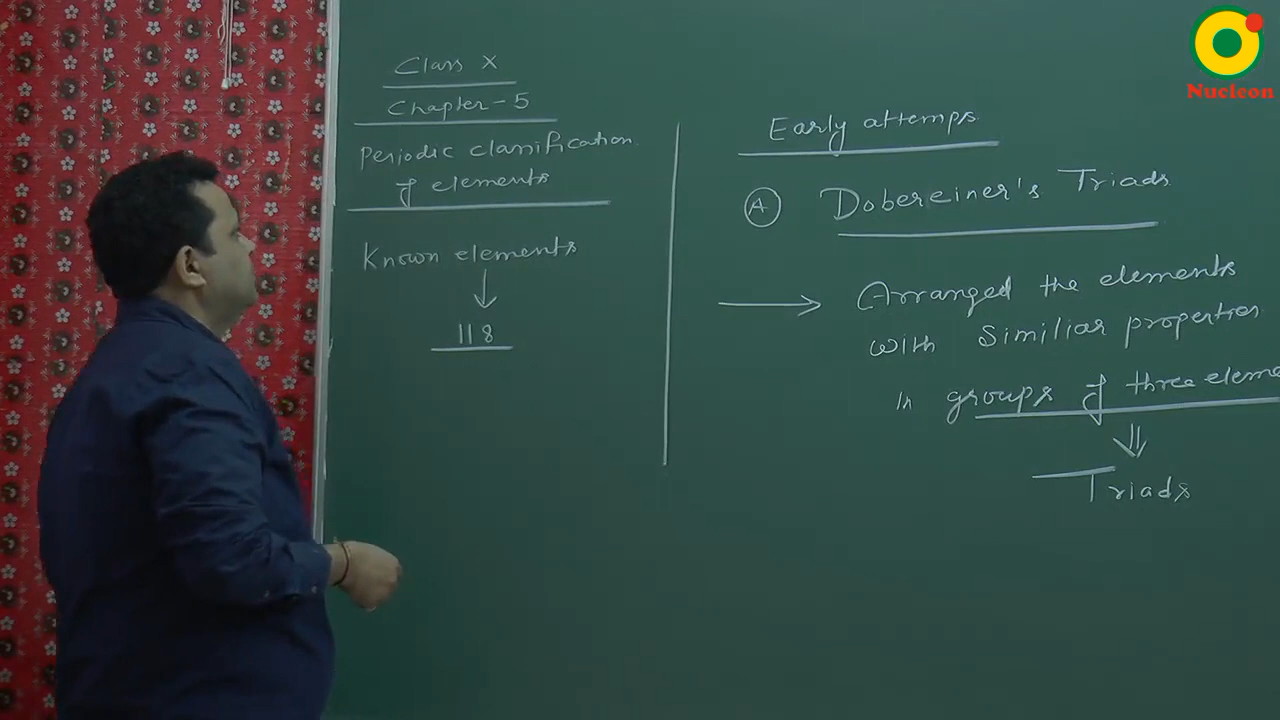 Class X
Chapter - 5
Periodic classification
of elements
Known elements
118
Early attemps
A Dobereiner's Triads
Arranged the elements
with Similiar properties
in groups of three eleme
Triads
Nucleon